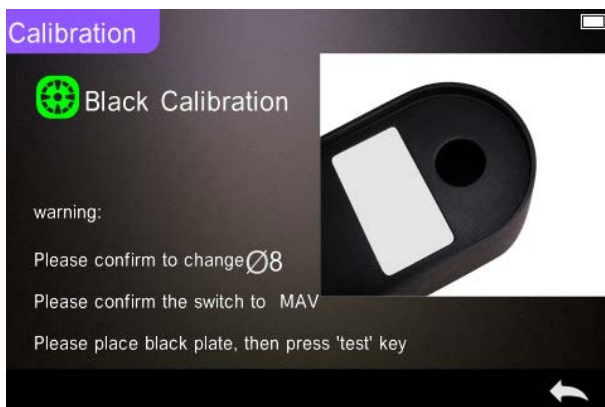 Calibration
Black Calibration
warning:
Please confirm to change∅8
Please confirm the switch to MAV
Please place black plate, then press 'test' key